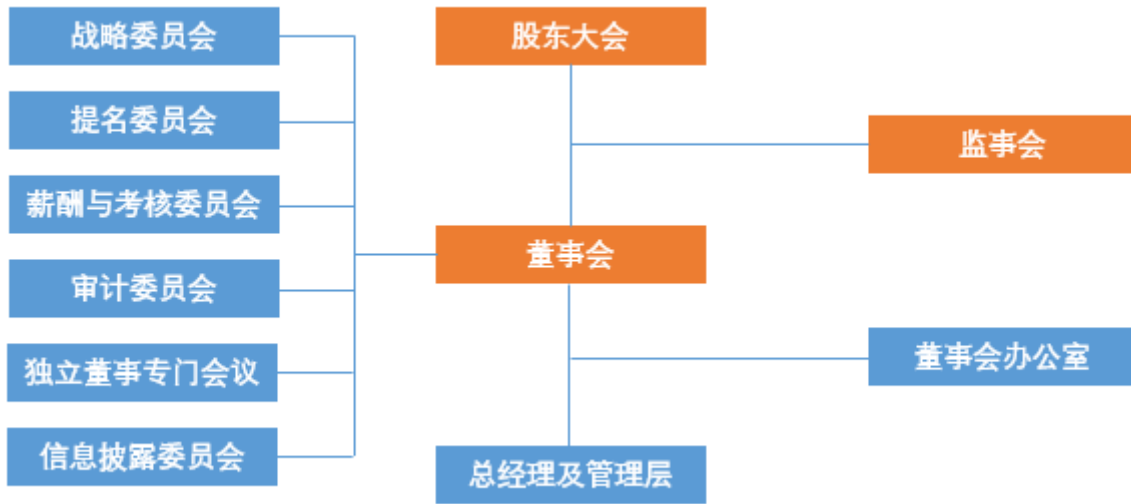 战略委员会
提名委员会
薪酬与考核委员会
审计委员会
独立董事专门会议
信息披露委员会
股东大会
监事会
董事会
董事会办公室
总经理及管理层